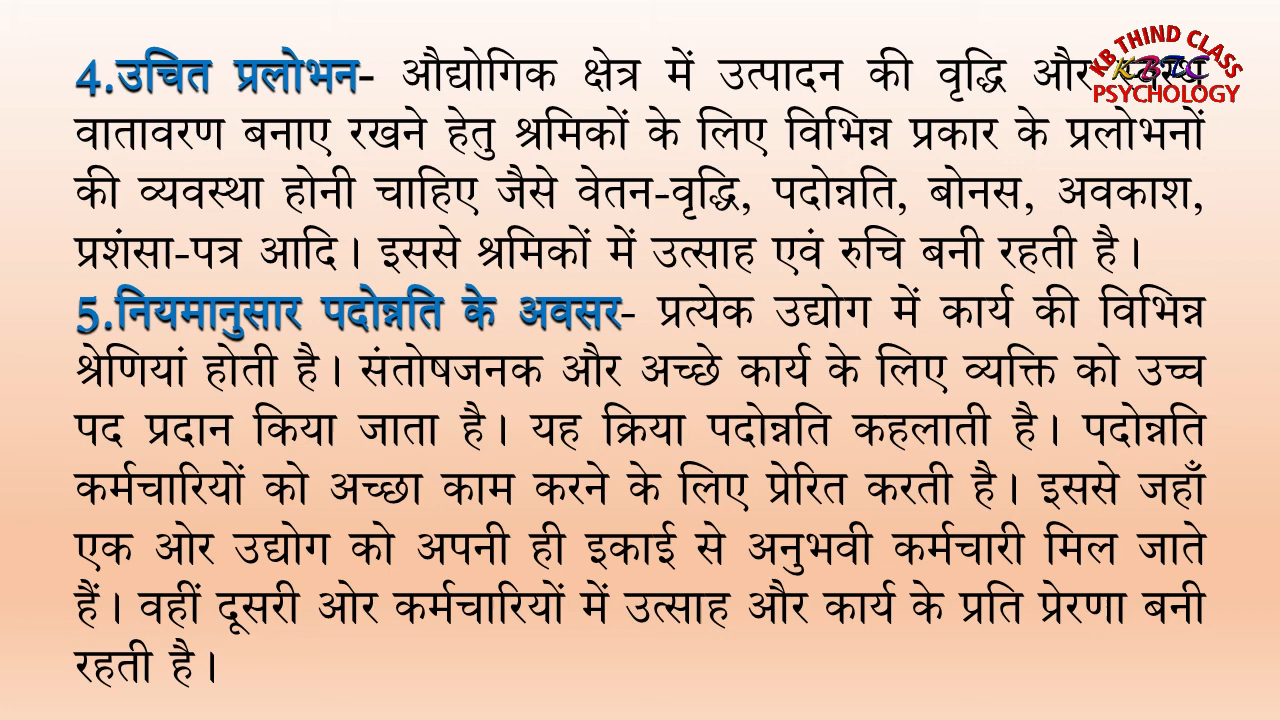 4.उचित प्रलोभन- औद्योगिक क्षेत्र में उत्पादन की वृद्धि और
वातावरण बनाए रखने हेतु श्रमिकों के लिए विभिन्न प्रकार के प्रलोभनों
की व्यवस्था होनी चाहिए जैसे वेतन-वृद्धि, पदोन्नति, बोनस, अवकाश,
प्रशंसा-पत्र आदि। इससे श्रमिकों में उत्साह एवं रुचि बनी रहती है।
5.नियमानुसार पदोन्नति के अवसर- प्रत्येक उद्योग में कार्य की विभिन्न
श्रेणियां होती है। संतोषजनक और अच्छे कार्य के लिए व्यक्ति को उच्च
पद प्रदान किया जाता है। यह क्रिया पदोन्नति कहलाती है। पदोन्नति
कर्मचारियों को अच्छा काम करने के लिए प्रेरित करती है। इससे जहाँ
एक ओर उद्योग को अपनी ही इकाई से अनुभवी कर्मचारी मिल जाते
हैं। वहीं दूसरी ओर कर्मचारियों में उत्साह और कार्य के प्रति प्रेरणा बनी
रहती है।
KB THIND CLASS
KBTC
PSYCHOLOGY